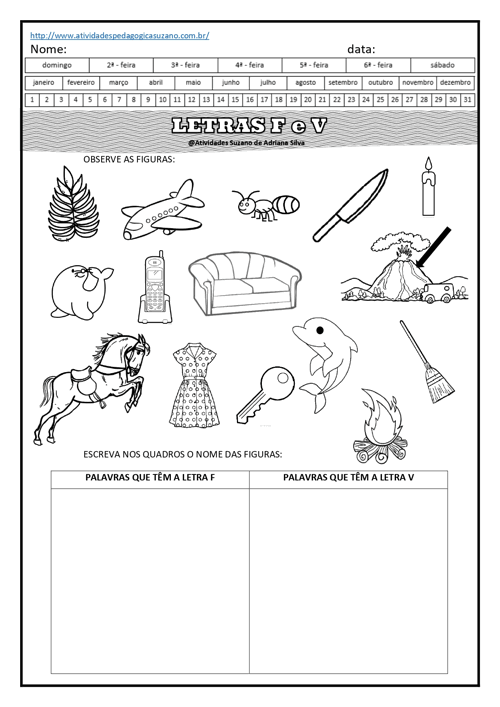 http://www.atividadespedagogicasuzano.com.br/
Nome: data:
domingo 2ª - feira 3ª - feira 4ª - feira 5ª - feira 6ª - feira sábado
janeiro fevereiro março abril maio junho julho agosto setembro outubro novembro dezembro
1 2 3 4 5 6 7 8 9 10 11 12 13 14 15 16 17 18 19 20 21 22 23 24 25 26 27 28 29 30 31
LETRAS F e V
@Atividades Suzano de Adriana Silva
OBSERVE AS FIGURAS:
ESCREVA NOS QUADROS O NOME DAS FIGURAS:
PALAVRAS QUE TÊM A LETRA F PALAVRAS QUE TÊM A LETRA V